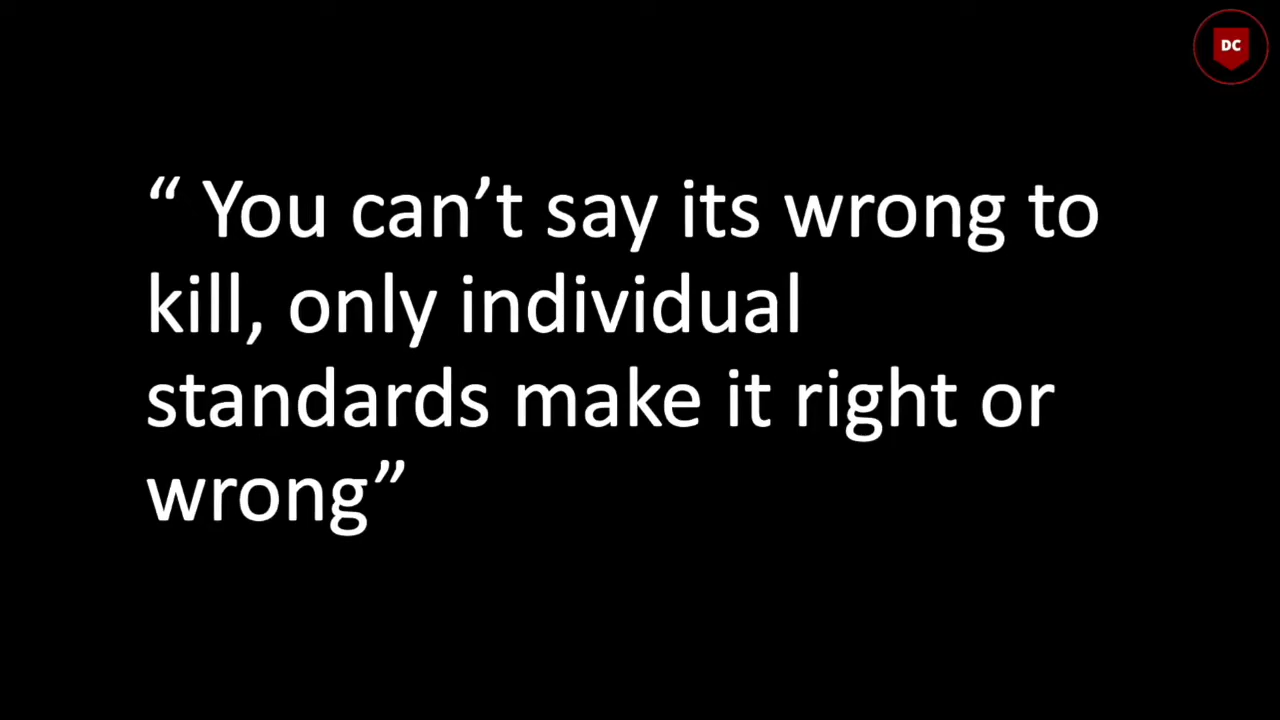 DC
“ You can’t say its wrong to
kill, only individual
standards make it right or
wrong”